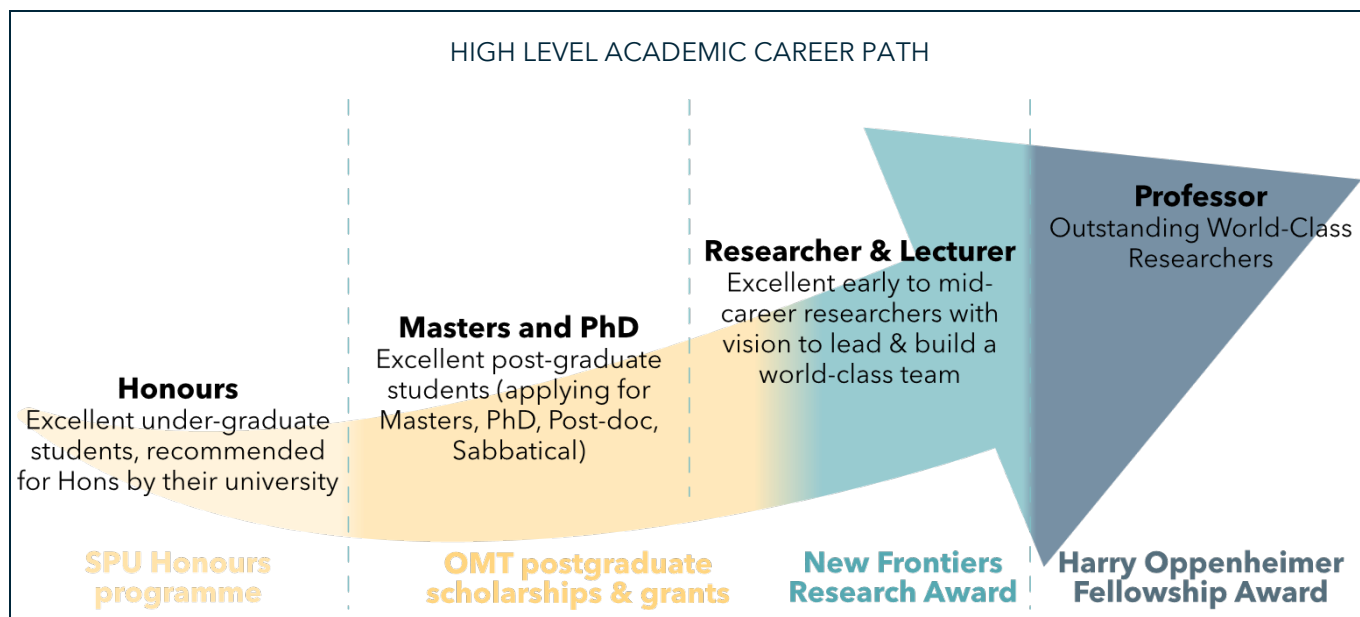 HIGH LEVEL ACADEMIC CAREER PATH
Honours
Excellent under-graduate
students, recommended
for Hons by their university
SPU Honours
programme
Masters and PhD
Excellent post-graduate
students (applying for
Masters, PhD, Post-doc,
Sabbatical)
OMT postgraduate
scholarships & grants
Researcher & Lecturer
Excellent early to mid-
career researchers with
vision to lead & build a
world-class team
New Frontiers
Research Award
Professor
Outstanding World-Class
Researchers
Harry Oppenheimer
Fellowship Award